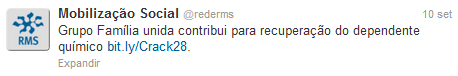 RMS
Mobilização Social @rederms 10 set
Grupo Família unida contribui para recuperação do dependente
químico bit.ly/Crack28.
Expandir